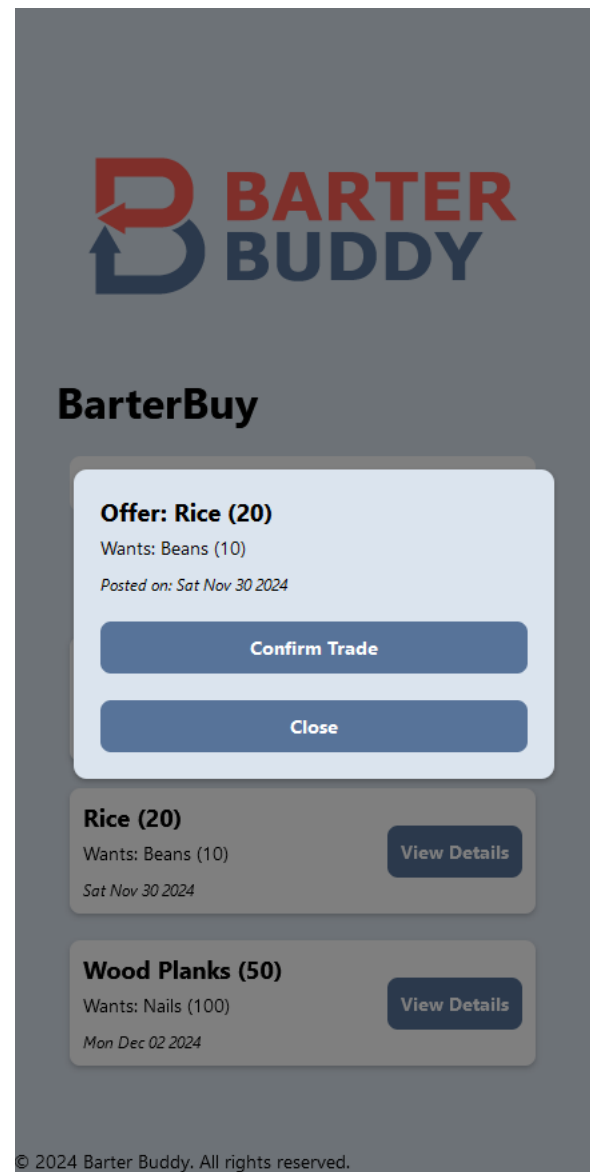 BARTER
BUDDY
BarterBuy
Offer: Rice (20)
Wants: Beans (10)
Posted on: Sat Nov 30 2024
Confirm Trade
Close
Rice (20)
Wants: Beans (10)
View Details
Sat Nov 30 2024
Wood Planks (50)
Wants: Nails (100)
View Details
Mon Dec 02 2024
© 2024 Barter Buddy. All rights reserved.